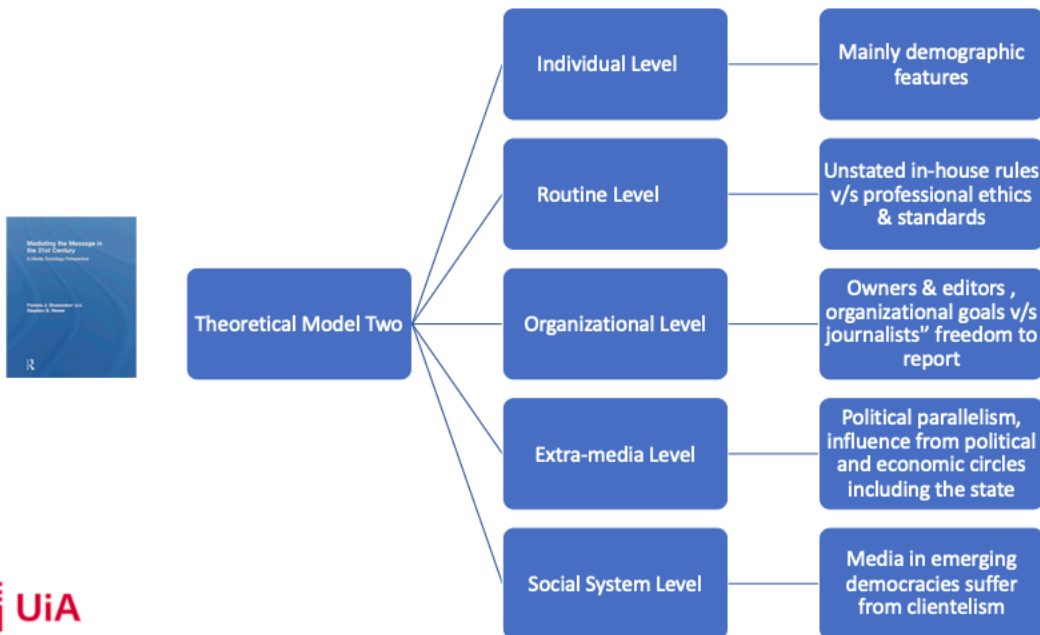 Individual Level
Mainly demographic
features
Routine Level
Unstated in-house rules
v/s professional ethics
& standards
Mediating the Message in
the 21st Century
A Media Sociology Perspective
Pamela J. Shoemaker and
Stephen D. Reese
R
Theoretical Model Two
Organizational Level
Owners & editors ,
organizational goals v/s
journalists” freedom to
report
Extra-media Level
Political parallelism,
influence from political
and economic circles
including the state
Social System Level
Media in emerging
democracies suffer
from clientelism
UiA